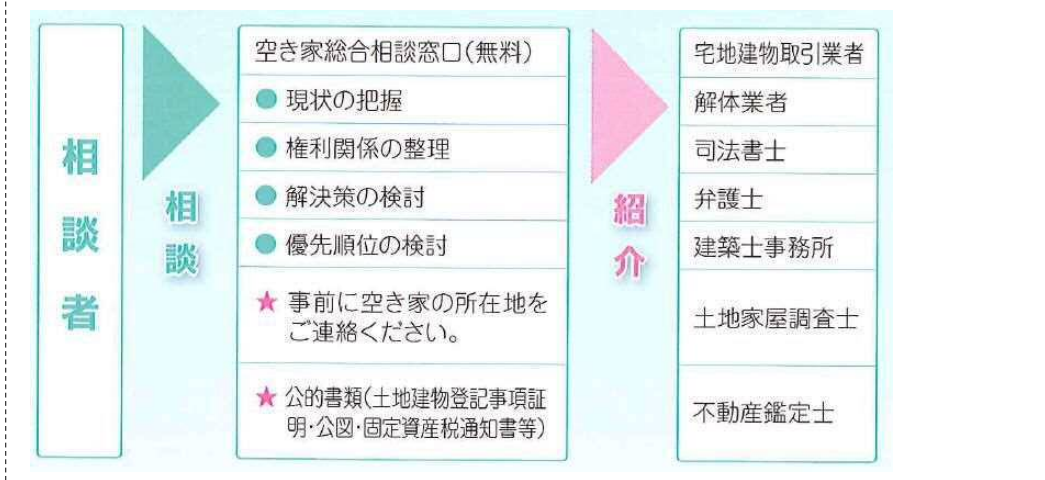 相談者
相談
空き家総合相談窓口(無料)
● 現状の把握
● 権利関係の整理
● 解決策の検討
● 優先順位の検討
★ 事前に空き家の所在地を
ご連絡ください。
★ 公的書類(土地建物登記事項証
明・公図・固定資産税通知書等)
紹介
宅地建物取引業者
解体業者
司法書士
弁護士
建築士事務所
土地家屋調査士
不動産鑑定士